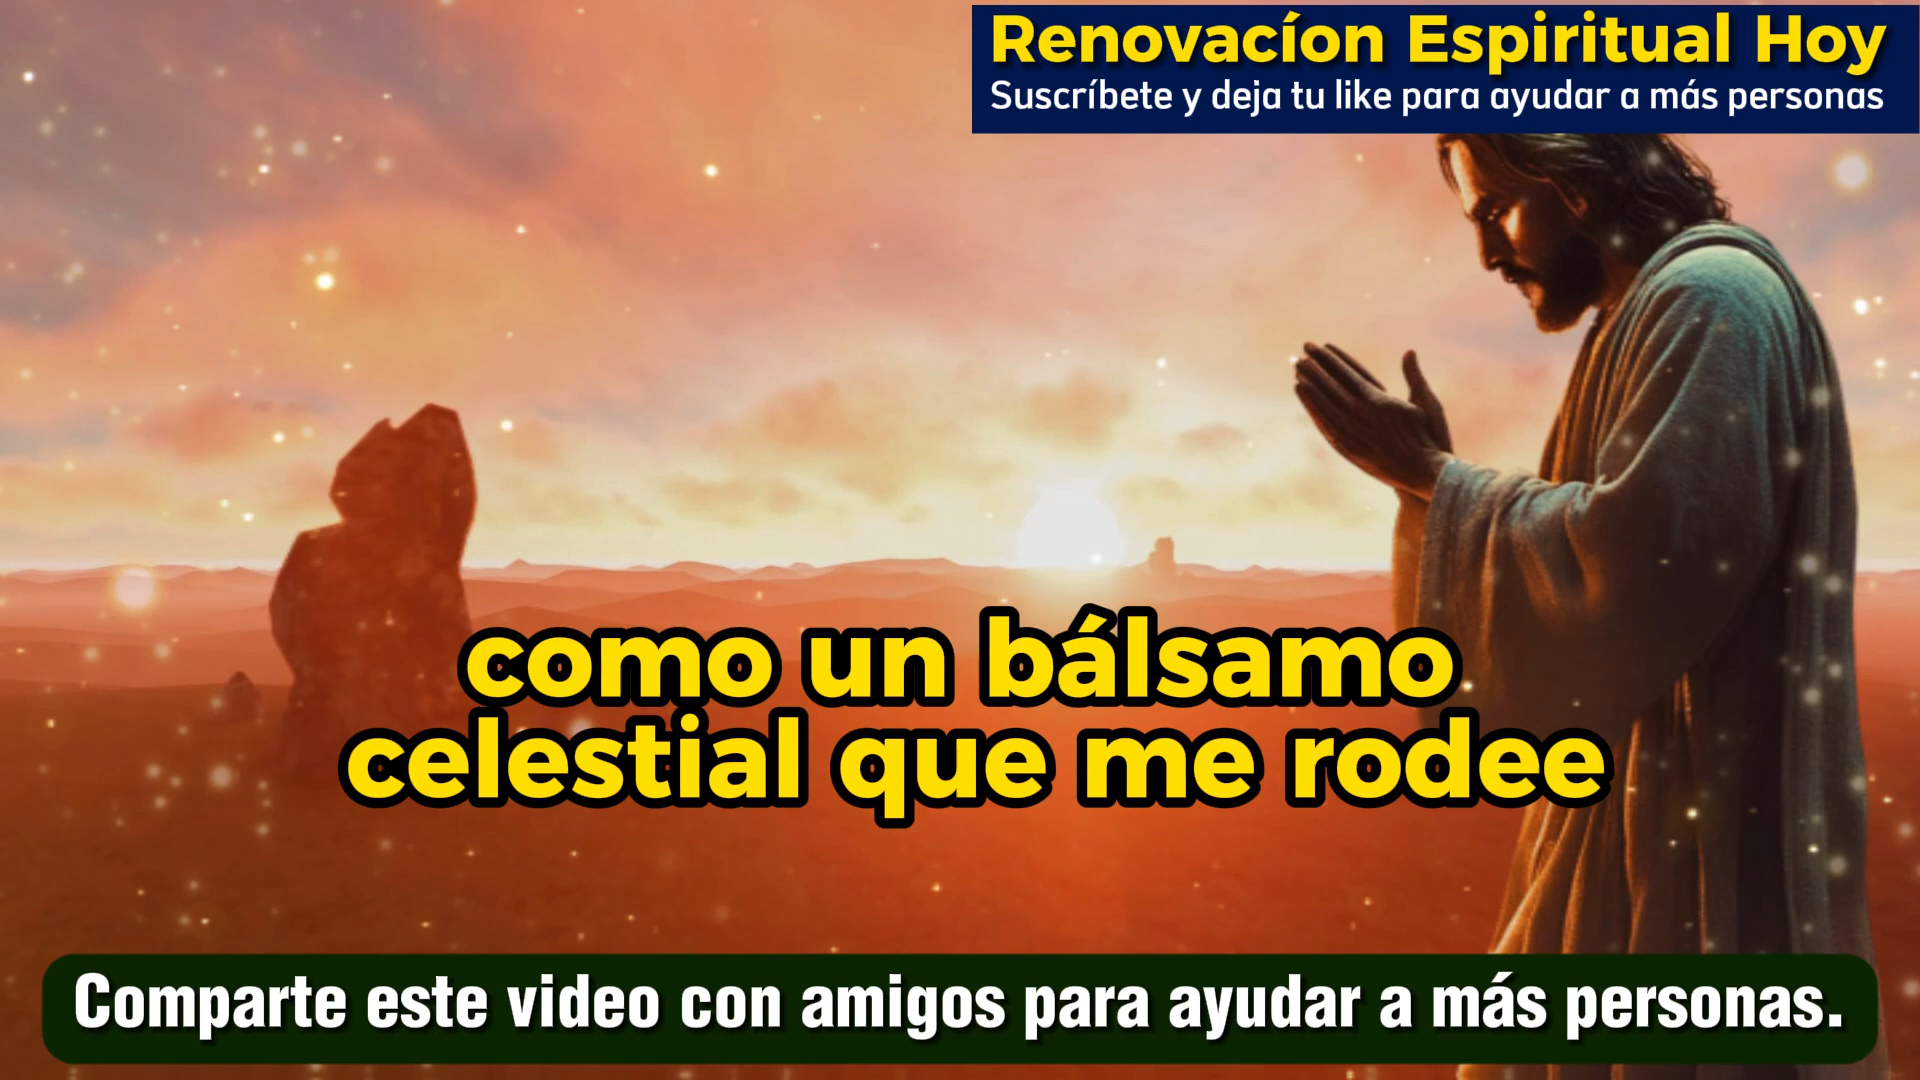 Renovacíon Espiritual Hoy
Suscríbete y deja tu like para ayudar a más personas
como un bálsamo
celestial que me rodee
Comparte este video con amigos para ayudar a más personas.